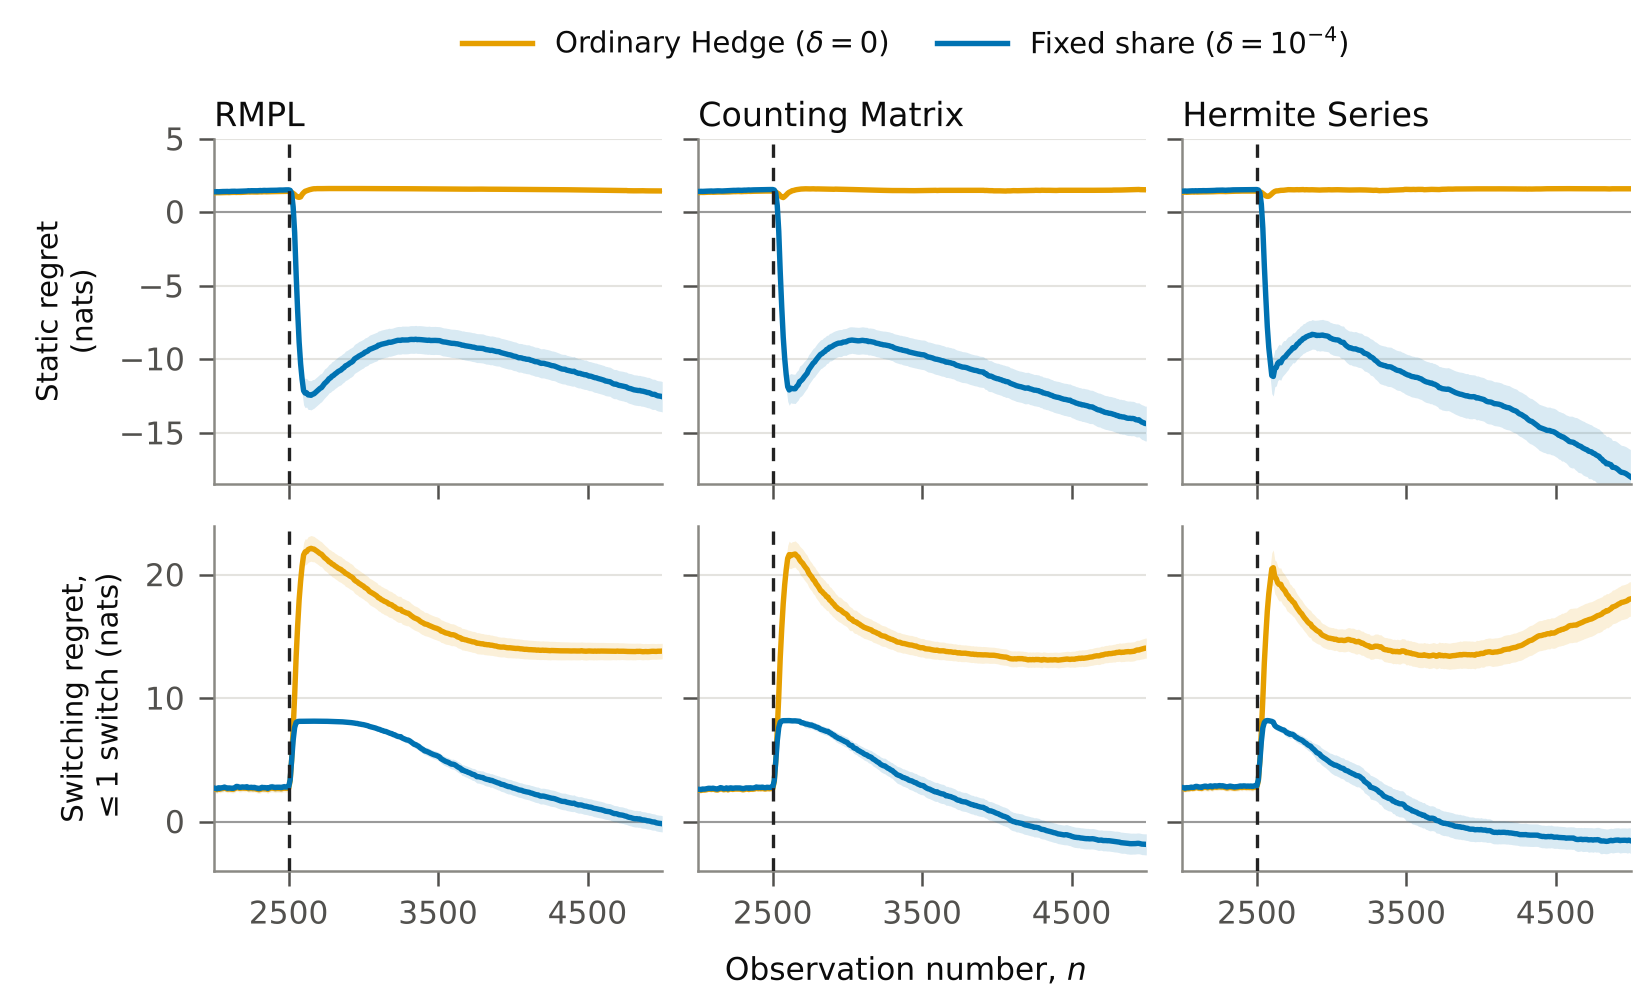 Ordinary Hedge (δ = 0)
Fixed share (δ = 10⁻⁴)
RMPL
Counting Matrix
Hermite Series
Static regret
(nats)
5
0
−5
−10
−15
Switching regret,
≤ 1 switch (nats)
20
10
0
2500 3500 4500
2500 3500 4500
2500 3500 4500
Observation number, n